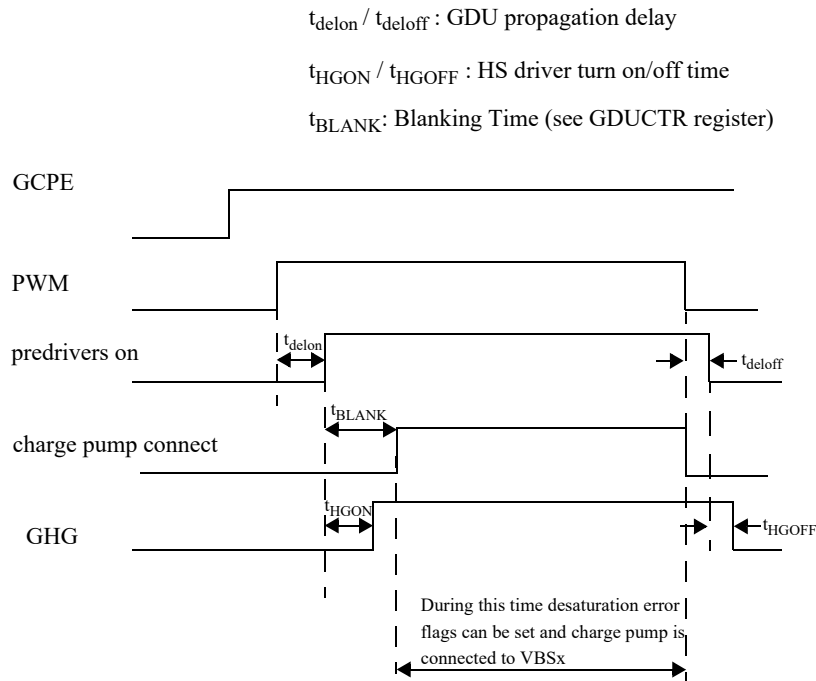 tdelon / tdeloff : GDU propagation delay
tHGON / tHGOFF : HS driver turn on/off time
tBLANK: Blanking Time (see GDUCTR register)
GCPE
PWM
predrivers on
tdelon
tdeloff
tBLANK
charge pump connect
tHGON
GHG
tHGOFF
During this time desaturation error
flags can be set and charge pump is
connected to VBSx